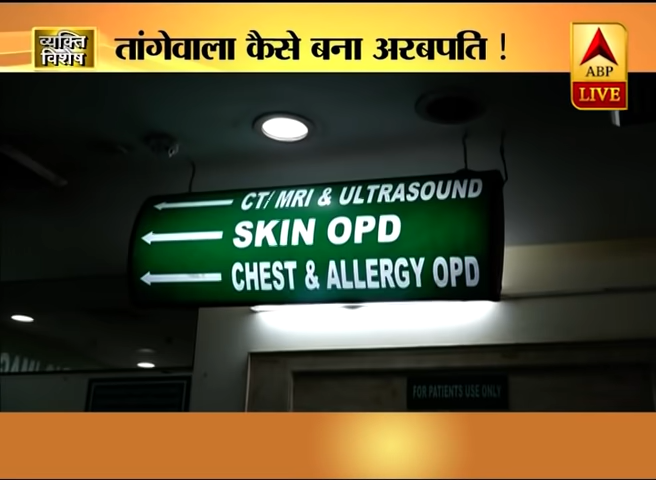 व्यक्ति
विशेष
तांगेवाला कैसे बना अरबपति !
ABP
LIVE
CT/ MRI & ULTRASOUND
SKIN OPD
CHEST & ALLERGY OPD
FOR PATIENTS USE ONLY